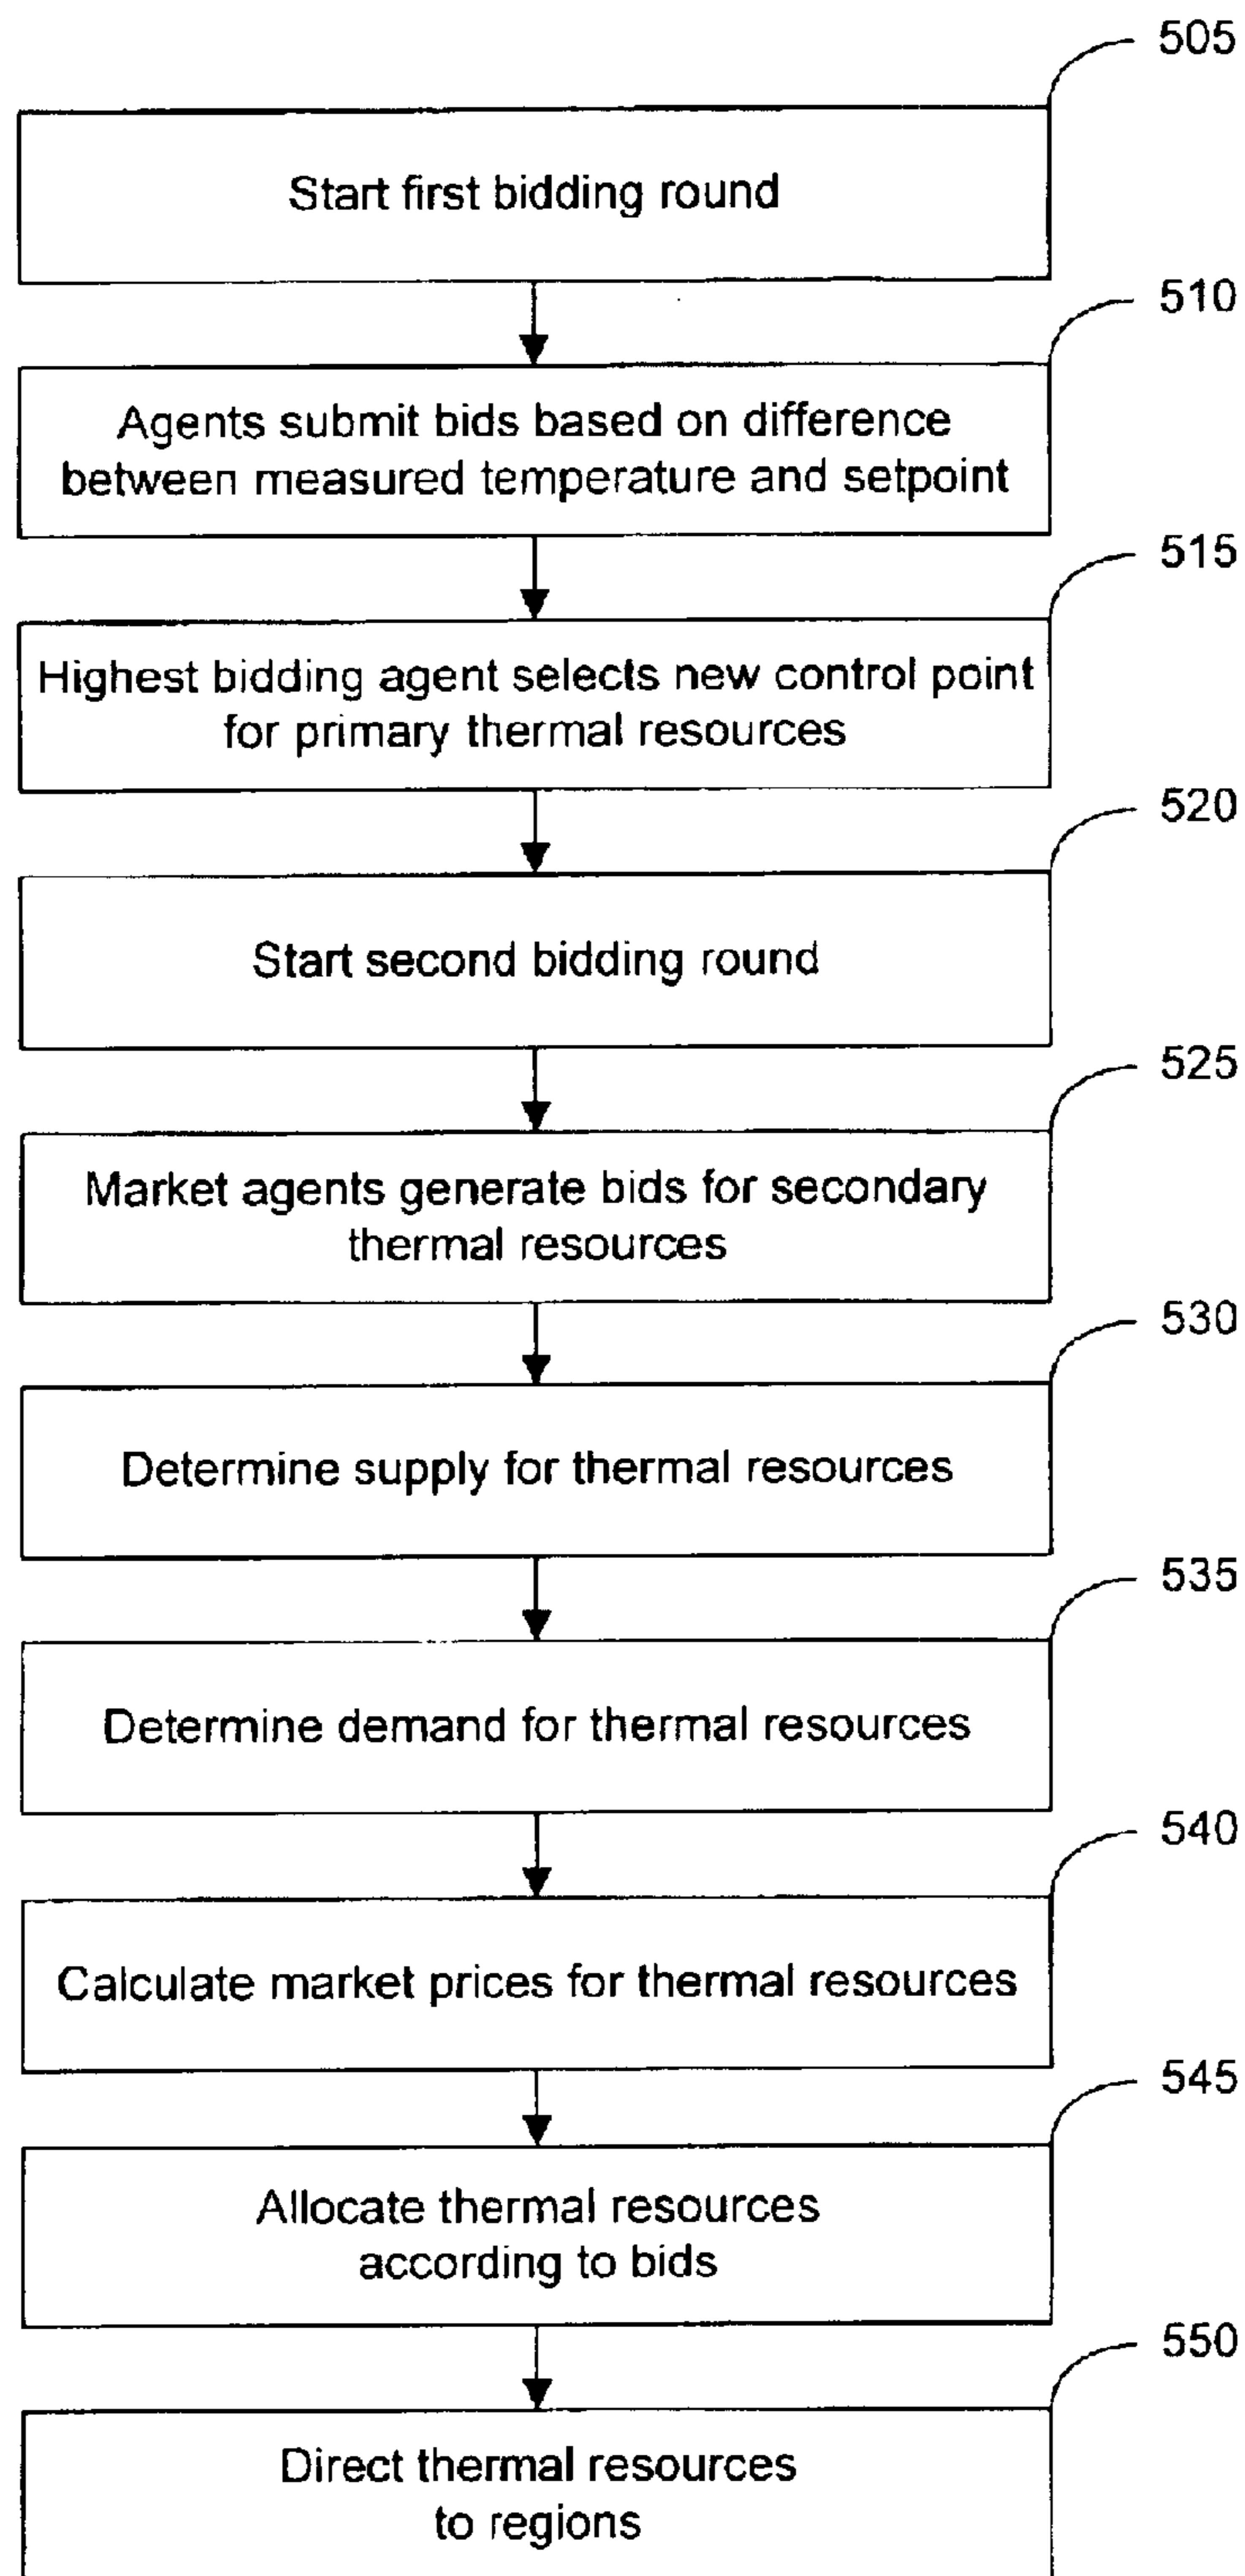 505
Start first bidding round
510
Agents submit bids based on difference
between measured temperature and setpoint
515
Highest bidding agent selects new control point
for primary thermal resources
520
Start second bidding round
525
Market agents generate bids for secondary
thermal resources
530
Determine supply for thermal resources
535
Determine demand for thermal resources
540
Calculate market prices for thermal resources
545
Allocate thermal resources
according to bids
550
Direct thermal resources
to regions